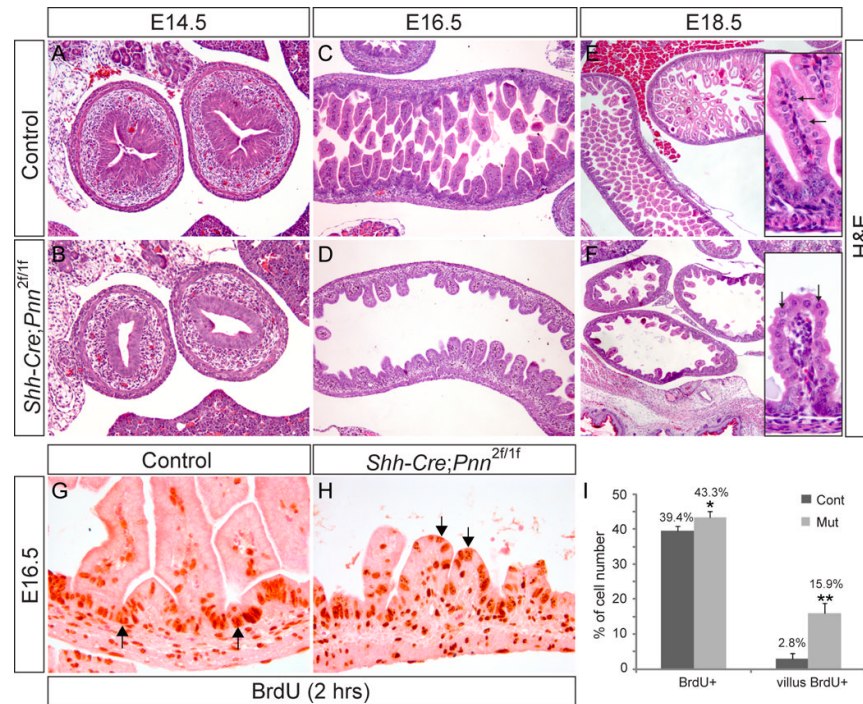 E14.5
E16.5
E18.5
Control
A
C
E
H&E
Shh-Cre;Pnn2f/1f
B
D
F
Control
Shh-Cre;Pnn2f/1f
E16.5
G
H
BrdU (2 hrs)
I
% of cell number
50
40
30
20
10
0
39.4%
43.3%
*
2.8%
15.9%
**
Cont
Mut
BrdU+
villus BrdU+